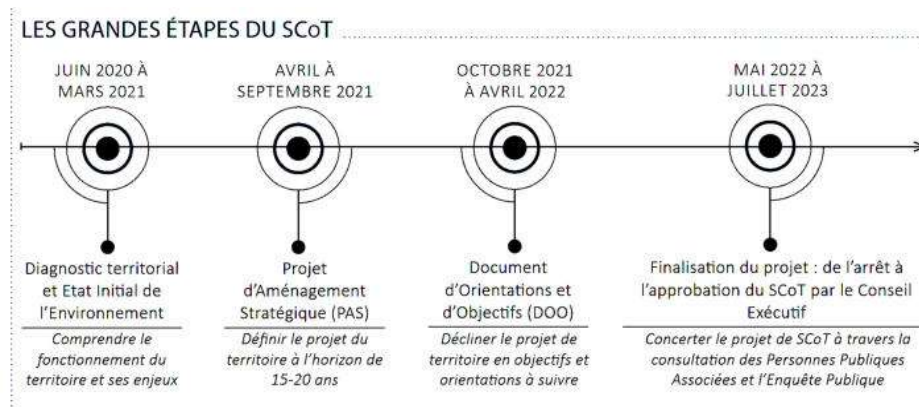 LES GRANDES ÉTAPES DU SCoT
JUIN 2020 À
MARS 2021
AVRIL À
SEPTEMBRE 2021
OCTOBRE 2021
À AVRIL 2022
MAI 2022 À
JUILLET 2023
Diagnostic territorial
et Etat Initial de
l'Environnement
Comprendre le
fonctionnement du
territoire et ses enjeux
Projet
d'Aménagement
Stratégique (PAS)
Définir le projet du
territoire à l'horizon de
15-20 ans
Document
d'Orientations et
d'Objectifs (DOO)
Décliner le projet de
territoire en objectifs et
orientations à suivre
Finalisation du projet : de l'arrêt à
l'approbation du SCoT par le Conseil
Exécutif
Concerter le projet de SCoT à travers la
consultation des Personnes Publiques
Associées et l'Enquête Publique